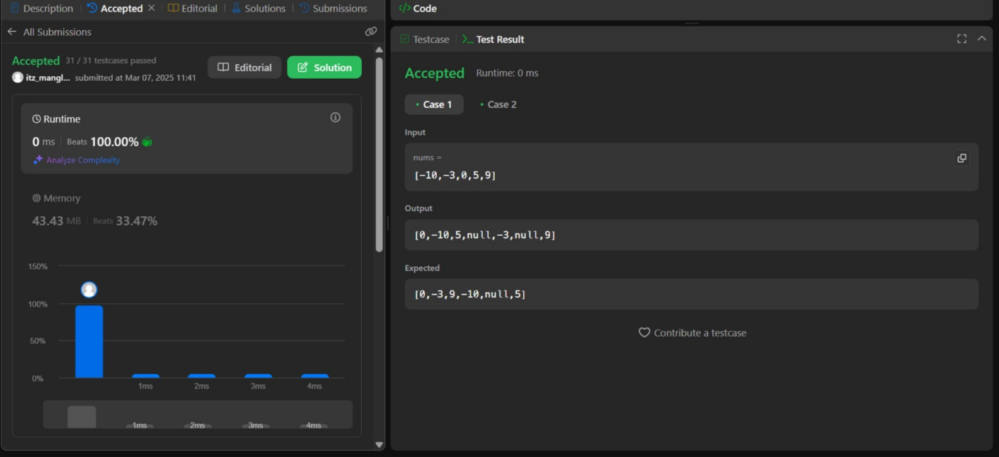 Description Accepted Editorial Solutions Submissions
All Submissions
Accepted 31 / 31 testcases passed
itz_mangl... submitted at Mar 07, 2025 11:41
Editorial
Solution
Runtime
0 ms Beats 100.00%
Analyze Complexity
Memory
43.43 MB Beats 33.47%
150%
100%
50%
0%
1ms 2ms 3ms 4ms
1ms 2ms 3ms 4ms
</> Code
Testcase >_ Test Result
Accepted Runtime: 0 ms
Case 1 Case 2
Input
nums =
[-10,-3,0,5,9]
Output
[0,-10,5,null,-3,null,9]
Expected
[0,-3,9,-10,null,5]
Contribute a testcase